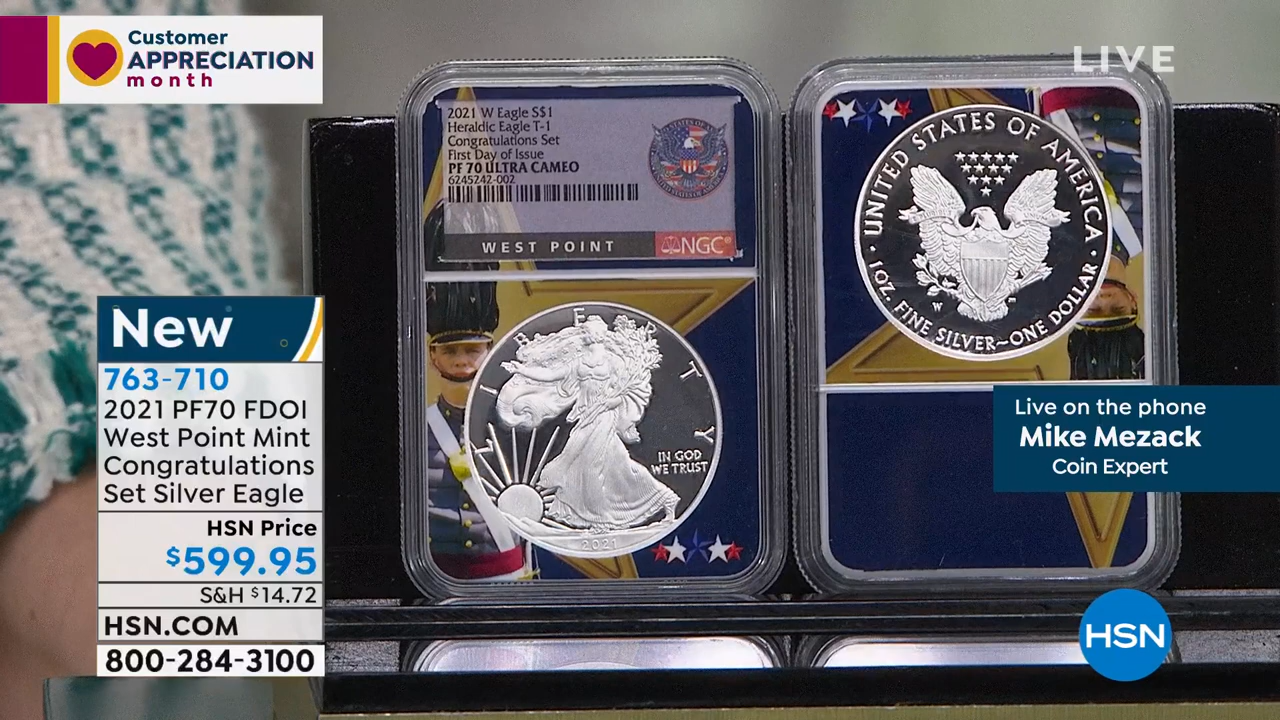 Customer
APPRECIATION
month
LIVE
2021 W Eagle S$1
Heraldic Eagle T-1
Congratulations Set
First Day of Issue
PF 70 ULTRA CAMEO
6245242-002
WEST POINT
NGC
LIBERTY
IN GOD
WE TRUST
2021
UNITED STATES OF AMERICA
1 OZ. FINE SILVER~ONE DOLLAR
W
New
763-710
2021 PF70 FDOI
West Point Mint
Congratulations
Set Silver Eagle
HSN Price
$599.95
S&H $14.72
HSN.COM
800-284-3100
Live on the phone
Mike Mezack
Coin Expert
HSN